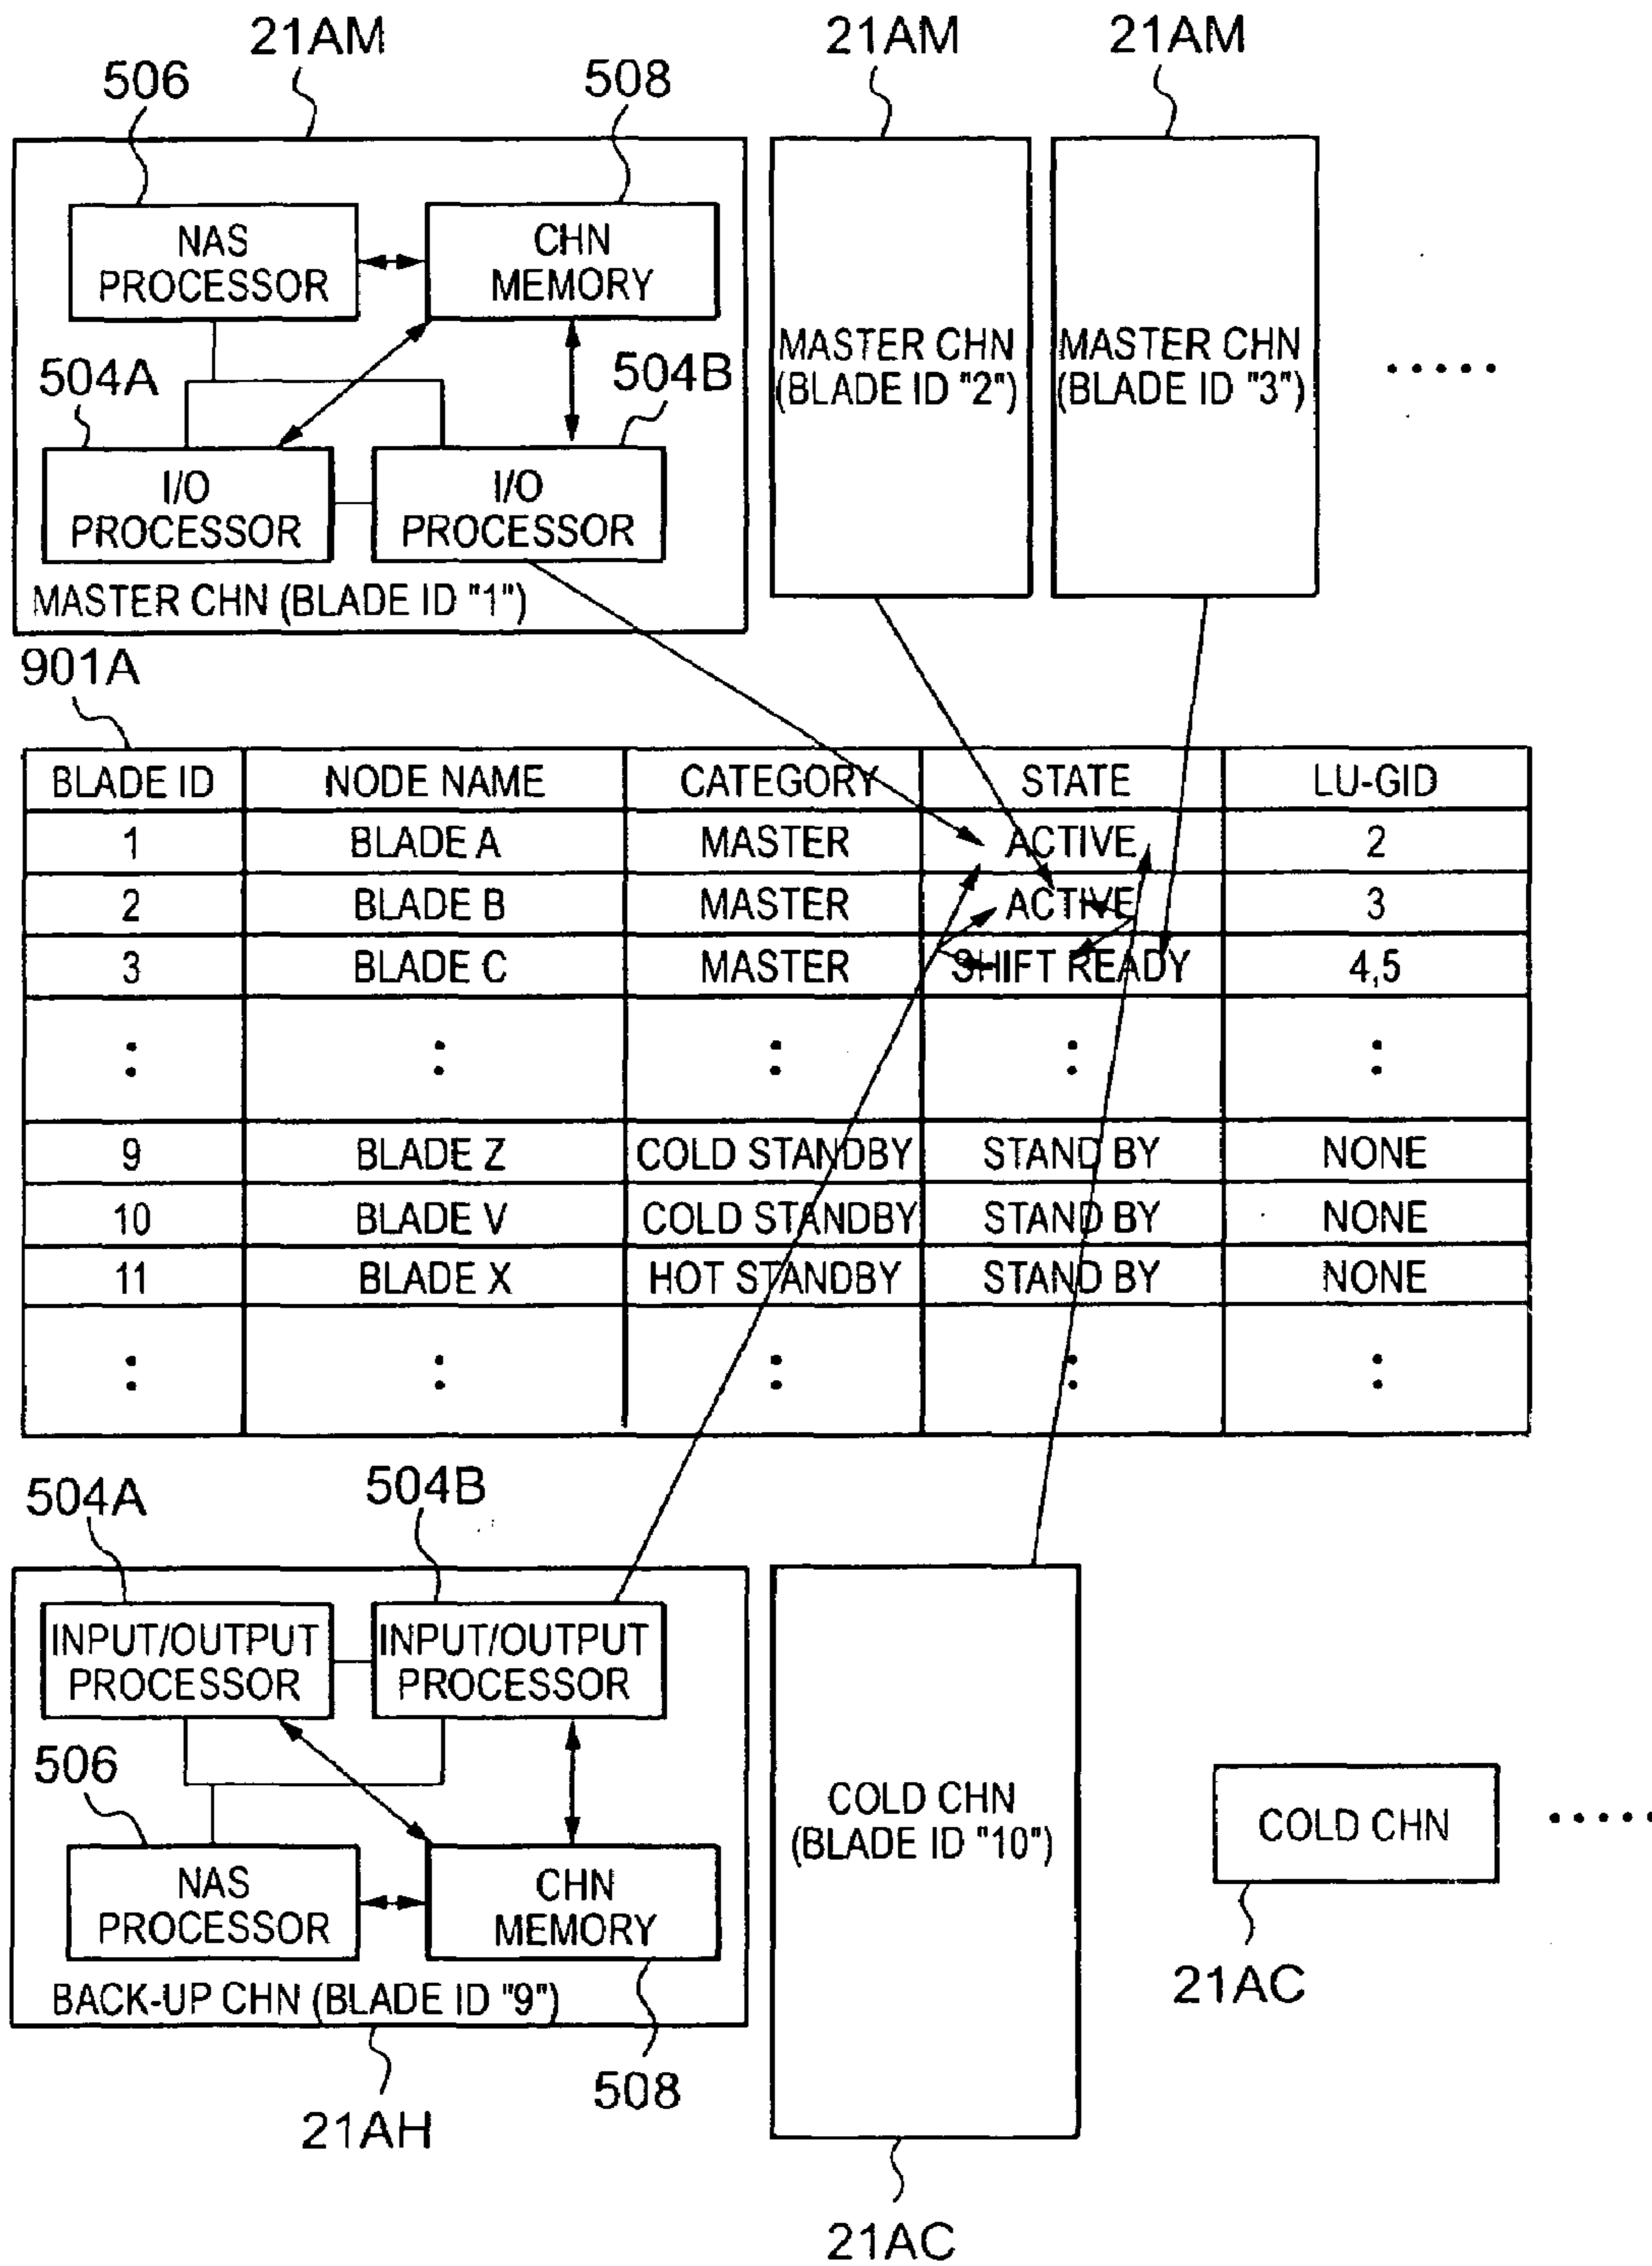 21AM 21AM 21AM
506 508
NAS
PROCESSOR
CHN
MEMORY
504A 504B
I/O
PROCESSOR
I/O
PROCESSOR
MASTER CHN (BLADE ID "1")
MASTER CHN
(BLADE ID "2")
MASTER CHN
(BLADE ID "3")
.....
901A
BLADE ID NODE NAME CATEGORY STATE LU-GID
1 BLADE A MASTER ACTIVE 2
2 BLADE B MASTER ACTIVE 3
3 BLADE C MASTER SHIFT READY 4,5
: : : : :
9 BLADE Z COLD STANDBY STAND BY NONE
10 BLADE V COLD STANDBY STAND BY NONE
11 BLADE X HOT STANDBY STAND BY NONE
: : : : :
504A 504B
INPUT/OUTPUT
PROCESSOR
INPUT/OUTPUT
PROCESSOR
506
NAS
PROCESSOR
CHN
MEMORY
BACK-UP CHN (BLADE ID "9")
508
21AH
COLD CHN
(BLADE ID "10")
21AC
COLD CHN
.....
21AC